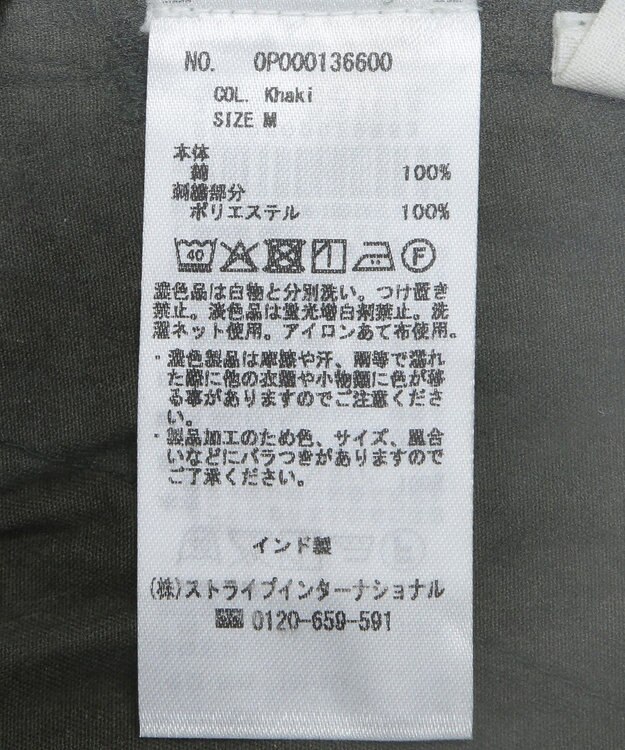 NO. 0P000136600
COL. Khaki
SIZE M
本体
綿 100%
刺繍部分
ポリエステル 100%
40 F
濃色品は白物と分別洗い。つけ置き
禁止。淡色品は蛍光増白剤禁止。洗
濯ネット使用。アイロンあて布使用。
・濃色製品は摩擦や汗、雨等で濡れ
た際に他の衣類や小物類に色が移
る事がありますのでご注意くださ
い。
・製品加工のため色、サイズ、風合
いなどにバラつきがありますので
ご了承ください。
インド製
(株)ストライプインターナショナル
0120-659-591